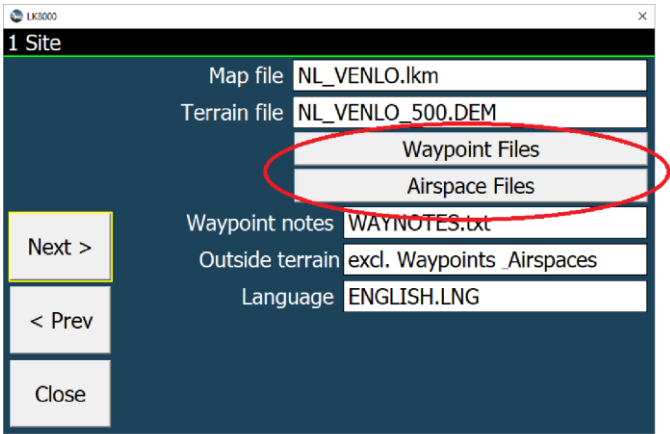 LK8000
1 Site
Map file NL_VENLO.lkm
Terrain file NL_VENLO_500.DEM
Waypoint Files
Airspace Files
Waypoint notes WAYNOTES.txt
Outside terrain excl. Waypoints _Airspaces
Language ENGLISH.LNG
Next >
< Prev
Close